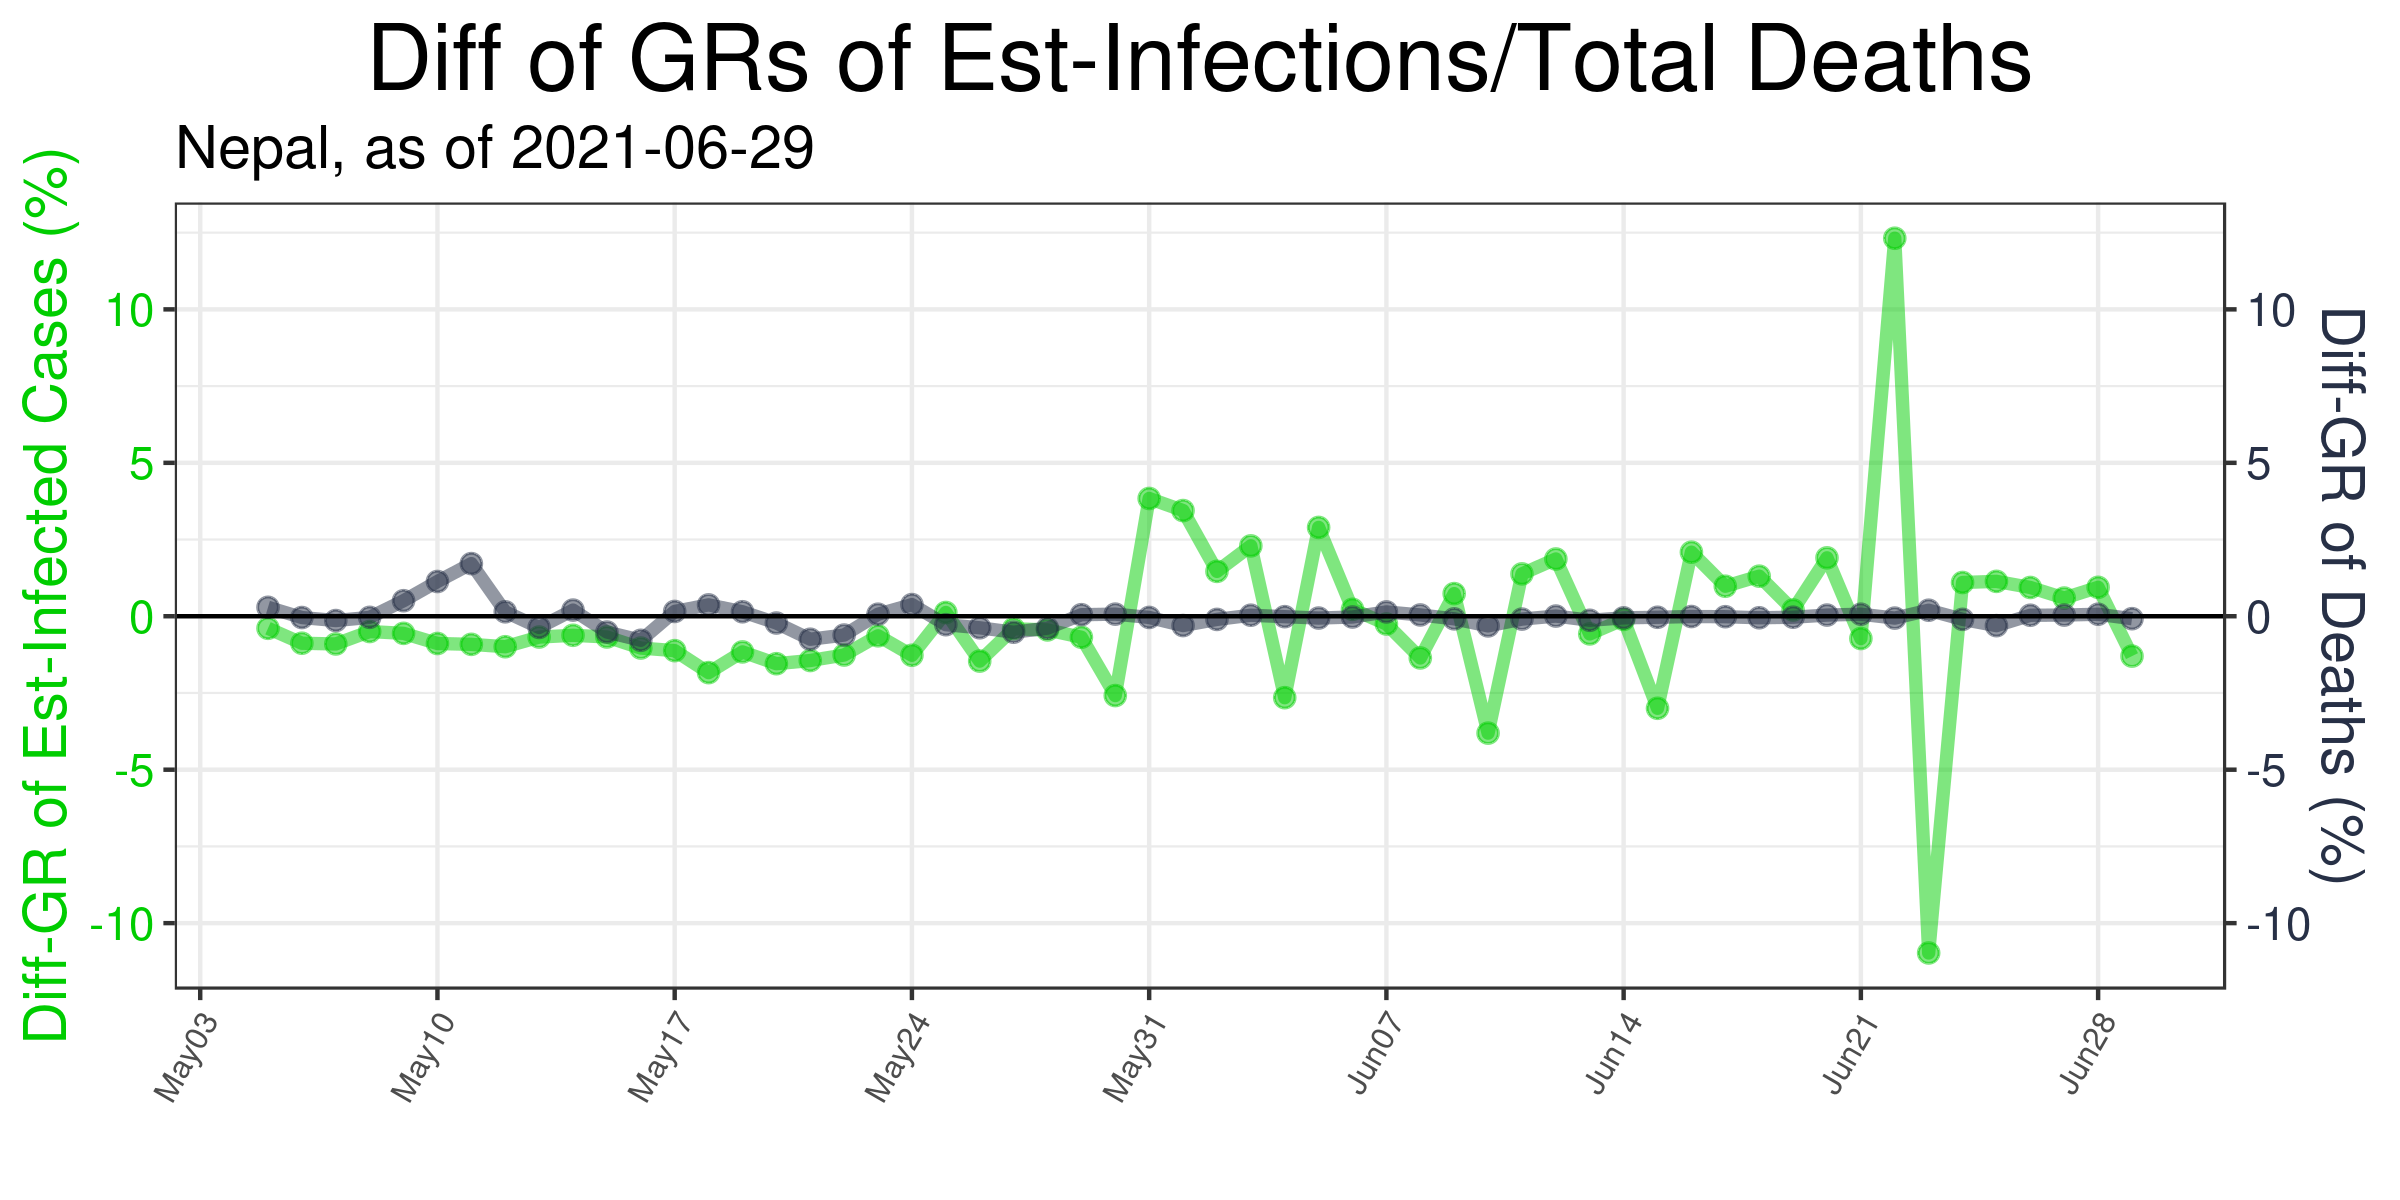 Diff of GRs of Est-Infections/Total Deaths
Nepal, as of 2021-06-29
Diff-GR of Est-Infected Cases (%)
10
5
0
-5
-10
10
5
0
-5
-10
Diff-GR of Deaths (%)
May03
May10
May17
May24
May31
Jun07
Jun14
Jun21
Jun28